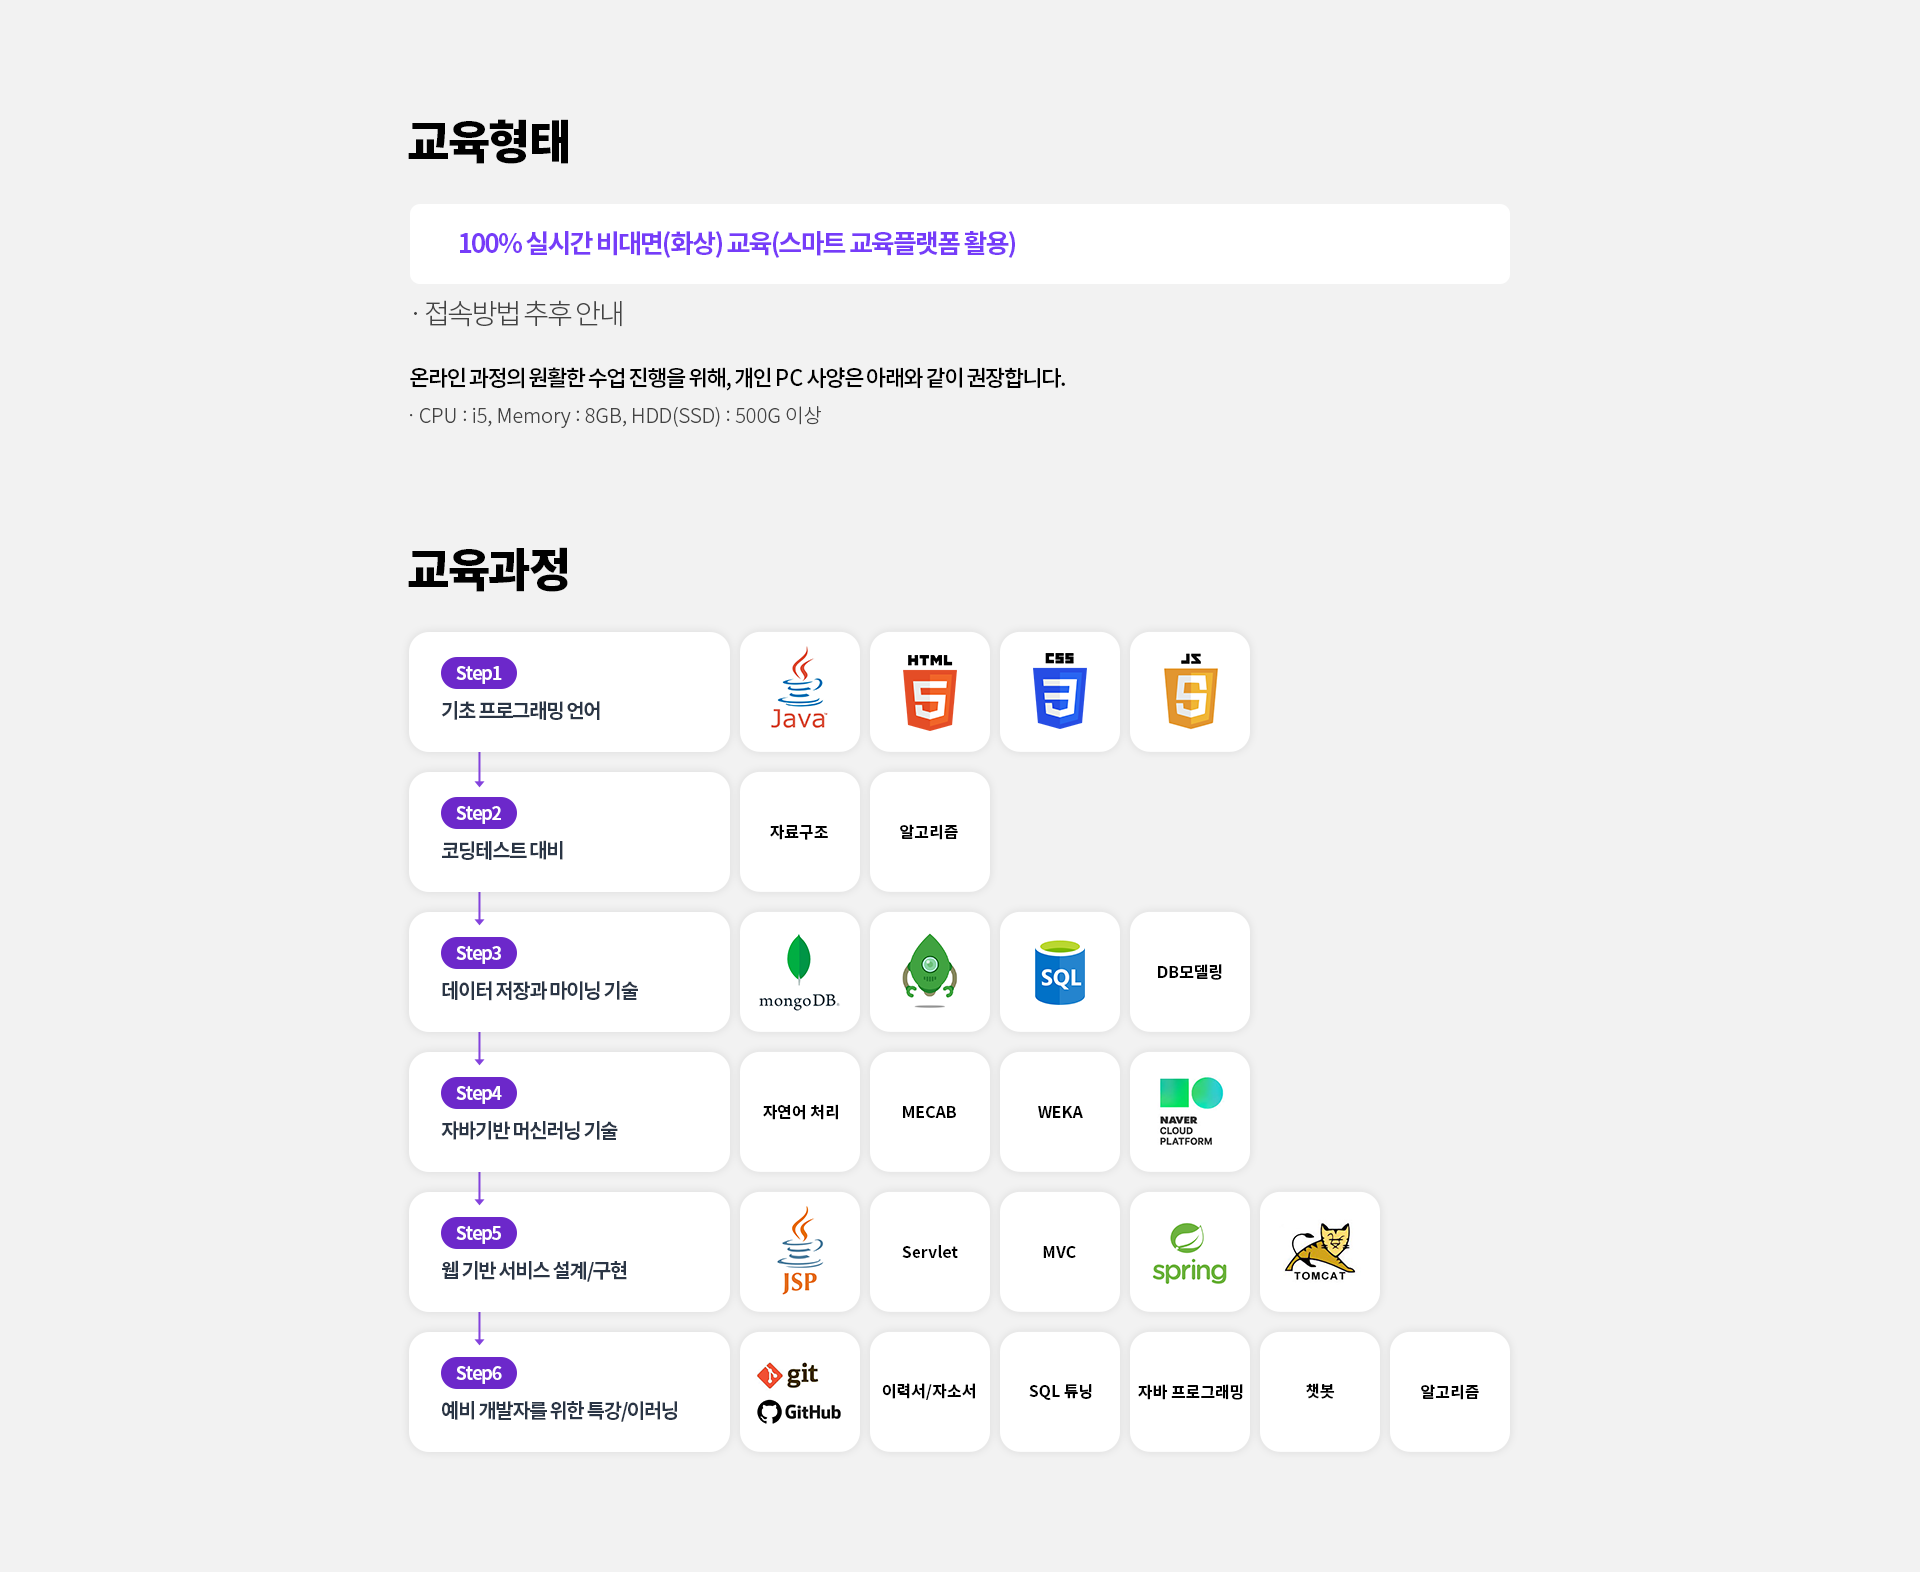 교육형태
100% 실시간 비대면(화상) 교육(스마트 교육플랫폼 활용)
· 접속방법 추후 안내
온라인 과정의 원활한 수업 진행을 위해, 개인 PC 사양은 아래와 같이 권장합니다.
· CPU : i5, Memory : 8GB, HDD(SSD) : 500G 이상
교육과정
Step1
기초 프로그래밍 언어
Java
HTML
5
CSS
3
JS
5
Step2
코딩테스트 대비
자료구조
알고리즘
Step3
데이터 저장과 마이닝 기술
mongoDB
SQL
DB모델링
Step4
자바기반 머신러닝 기술
자연어 처리
MECAB
WEKA
NAVER
CLOUD
PLATFORM
Step5
웹 기반 서비스 설계/구현
JSP
Servlet
MVC
spring
TOMCAT
Step6
예비 개발자를 위한 특강/이러닝
git
GitHub
이력서/자소서
SQL 튜닝
자바 프로그래밍
챗봇
알고리즘